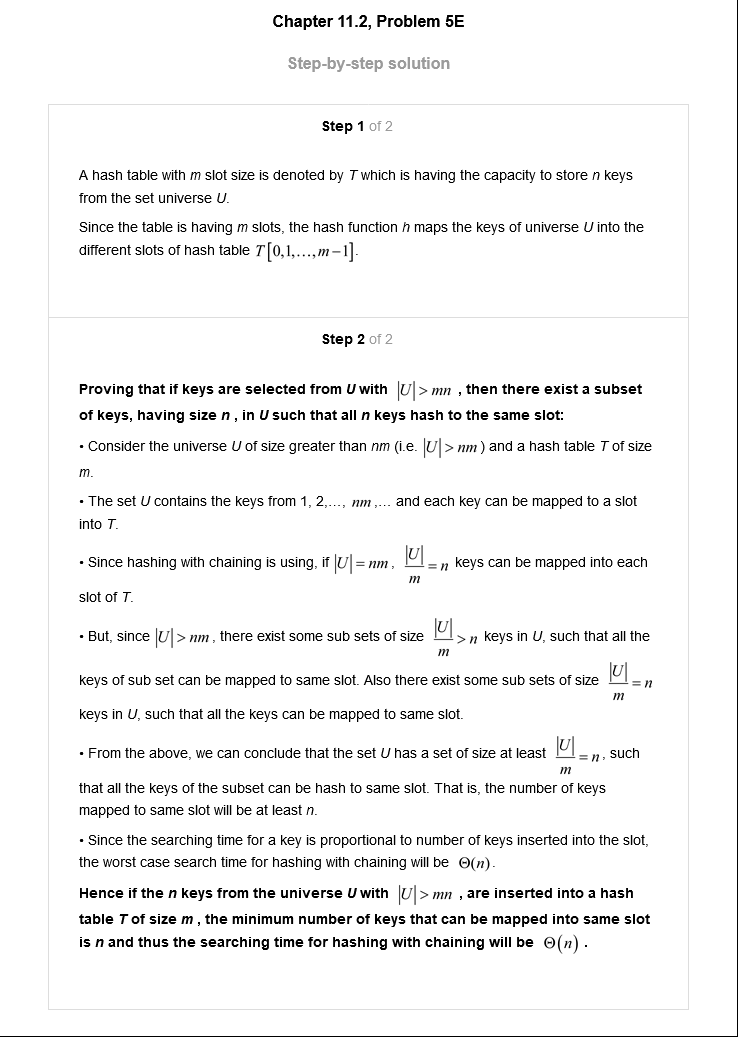 Chapter 11.2, Problem 5E
Step-by-step solution
Step 1 of 2
A hash table with m slot size is denoted by T which is having the capacity to store n keys
from the set universe U.
Since the table is having m slots, the hash function h maps the keys of universe U into the
different slots of hash table T[0,1,...,m−1].
Step 2 of 2
Proving that if keys are selected from U with |U| > mn , then there exist a subset
of keys, having size n , in U such that all n keys hash to the same slot:
• Consider the universe U of size greater than nm (i.e. |U| > nm ) and a hash table T of size
m.
• The set U contains the keys from 1, 2,…, nm ,… and each key can be mapped to a slot
into T.
• Since hashing with chaining is using, if |U| = nm , |U|/m = n keys can be mapped into each
slot of T.
• But, since |U| > nm , there exist some sub sets of size |U|/m > n keys in U, such that all the
keys of sub set can be mapped to same slot. Also there exist some sub sets of size |U|/m = n
keys in U, such that all the keys can be mapped to same slot.
• From the above, we can conclude that the set U has a set of size at least |U|/m = n , such
that all the keys of the subset can be hash to same slot. That is, the number of keys
mapped to same slot will be at least n.
• Since the searching time for a key is proportional to number of keys inserted into the slot,
the worst case search time for hashing with chaining will be Θ(n).
Hence if the n keys from the universe U with |U| > mn , are inserted into a hash
table T of size m , the minimum number of keys that can be mapped into same slot
is n and thus the searching time for hashing with chaining will be Θ(n) .